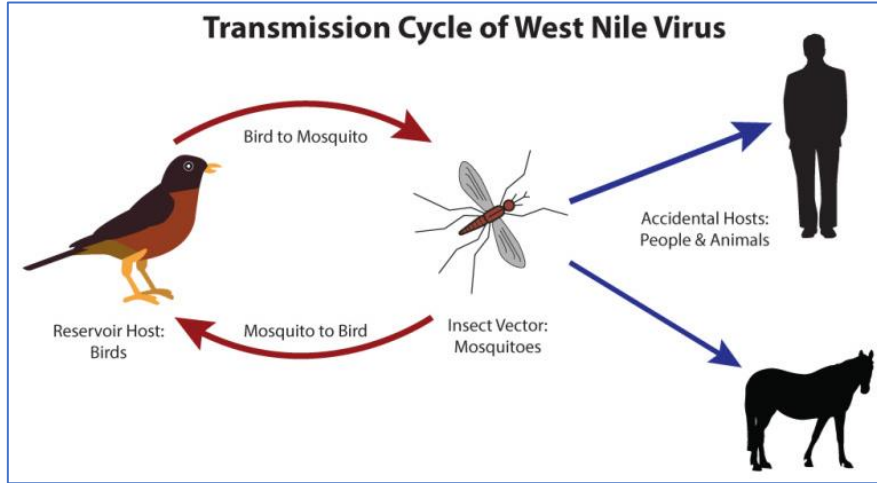 Transmission Cycle of West Nile Virus
Bird to Mosquito
Accidental Hosts:
People & Animals
Reservoir Host:
Birds
Mosquito to Bird
Insect Vector:
Mosquitoes